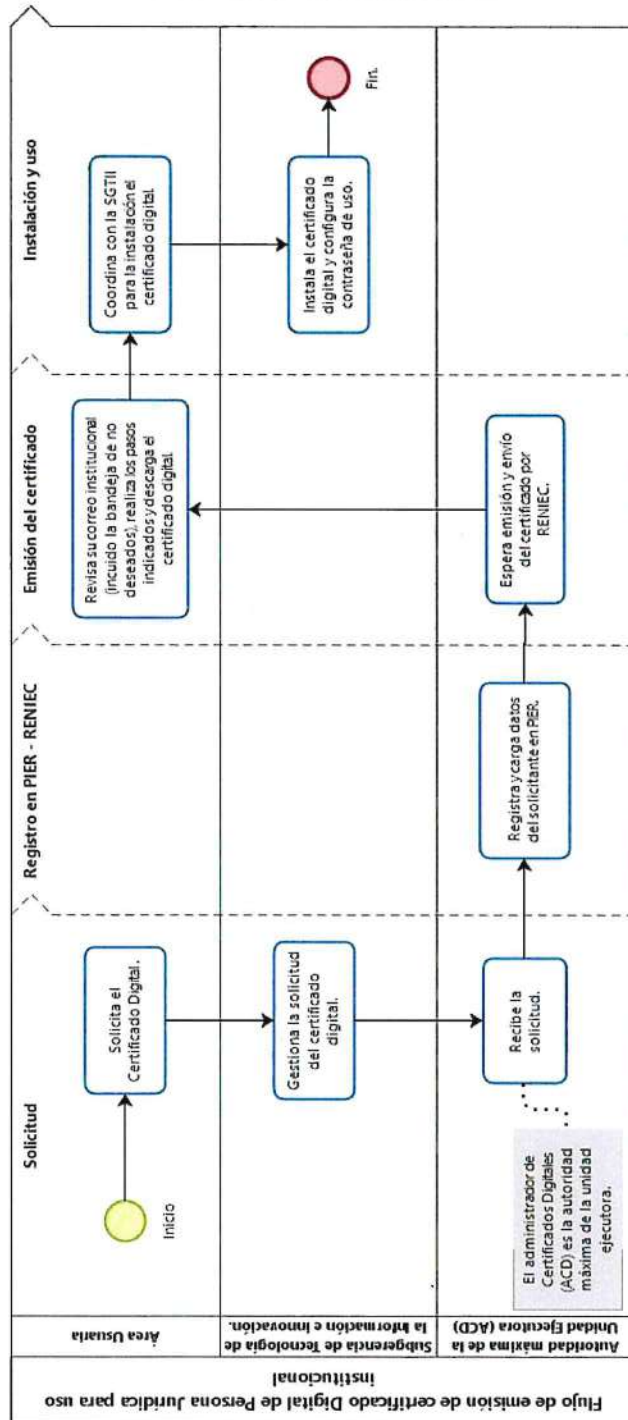 Flujo de emisión de certificado Digital de Persona Jurídica para uso
institucional
Solicitud
Registro en PIER - RENIEC
Emisión del certificado
Instalación y uso
Área Usuaria
Inicio
Solicita el
Certificado Digital.
Revisa su correo institucional
(incuido la bandeja de no
deseados), realiza los pasos
indicados y descarga el
certificado digital
Coordina con la SGTII
para la instalación el
certificado digital.
Subgerencia de Tecnología de
la Información e Innovación.
Gestiona la solicitud
del certificado
digital.
Instala el certificado
digital y configura la
contraseña de uso.
Fin.
Autoridad máxima de la
Unidad Ejecutora (ACD)
El administrador de
Certificados Digitales
(ACD) es la autoridad
máxima de la unidad
ejecutora.
Recibe la
solicitud.
Registra y carga datos
del solicitante en PIER.
Espera emisión y envío
del certificado por
RENIEC.